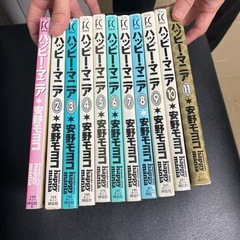 ハッピー・マニア * 安野モヨコ
ハッピー・マニア 2 * 安野モヨコ
ハッピー・マニア 3 * 安野モヨコ
ハッピー・マニア 4 * 安野モヨコ
ハッピー・マニア 5 * 安野モヨコ
ハッピー・マニア 6 * 安野モヨコ
ハッピー・マニア 7 * 安野モヨコ
ハッピー・マニア 8 * 安野モヨコ
ハッピー・マニア 9 * 安野モヨコ happy mania
ハッピー・マニア 10 * 安野モヨコ happy mania
ハッピー・マニア 11 * 安野モヨコ happy mania